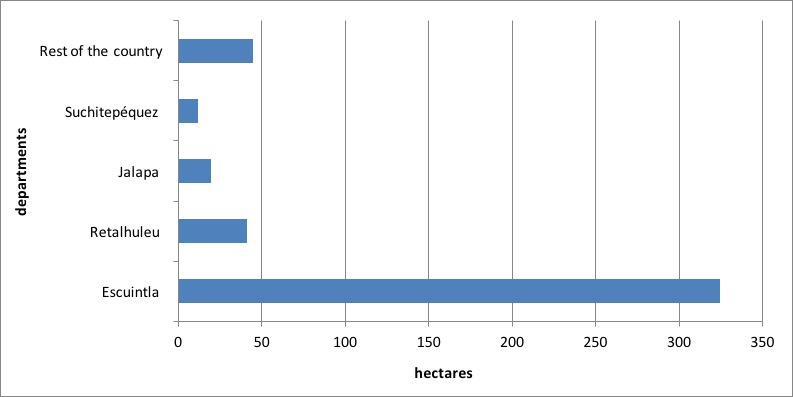 departments
Rest of the country
Suchitepéquez
Jalapa
Retalhuleu
Escuintla
0 50 100 150 200 250 300 350
hectares